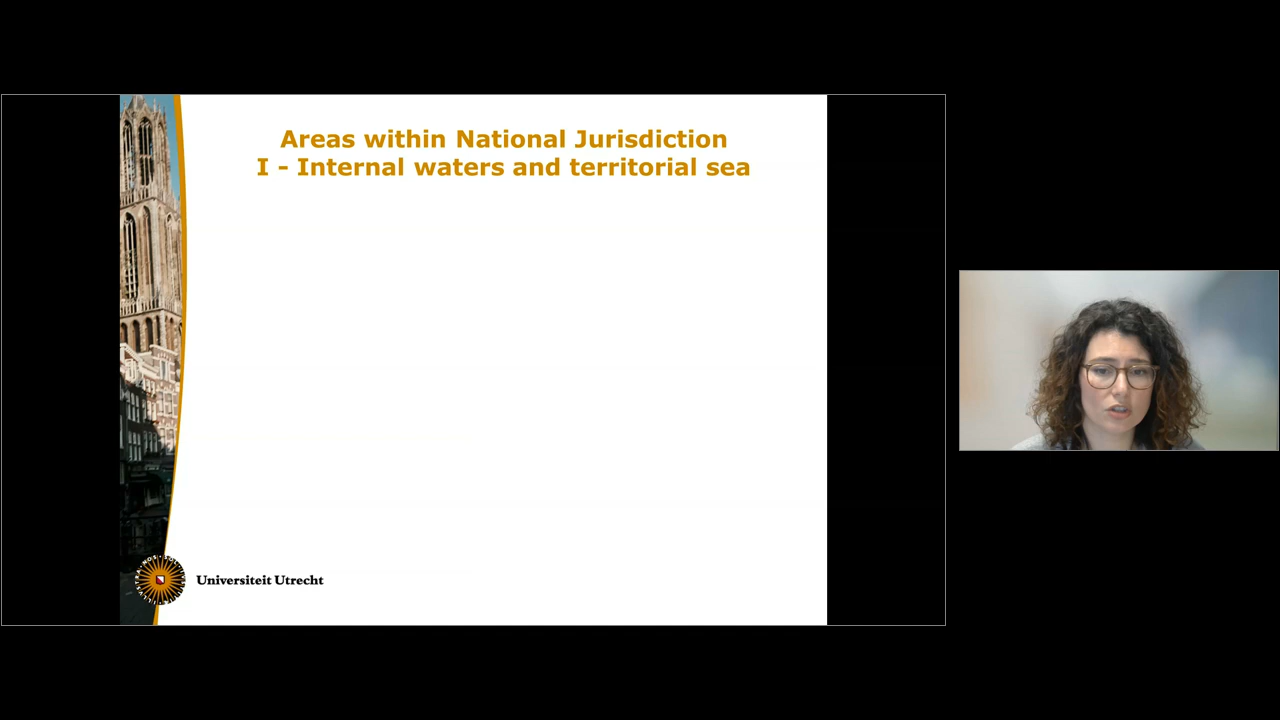 Areas within National Jurisdiction
I - Internal waters and territorial sea
Universiteit Utrecht